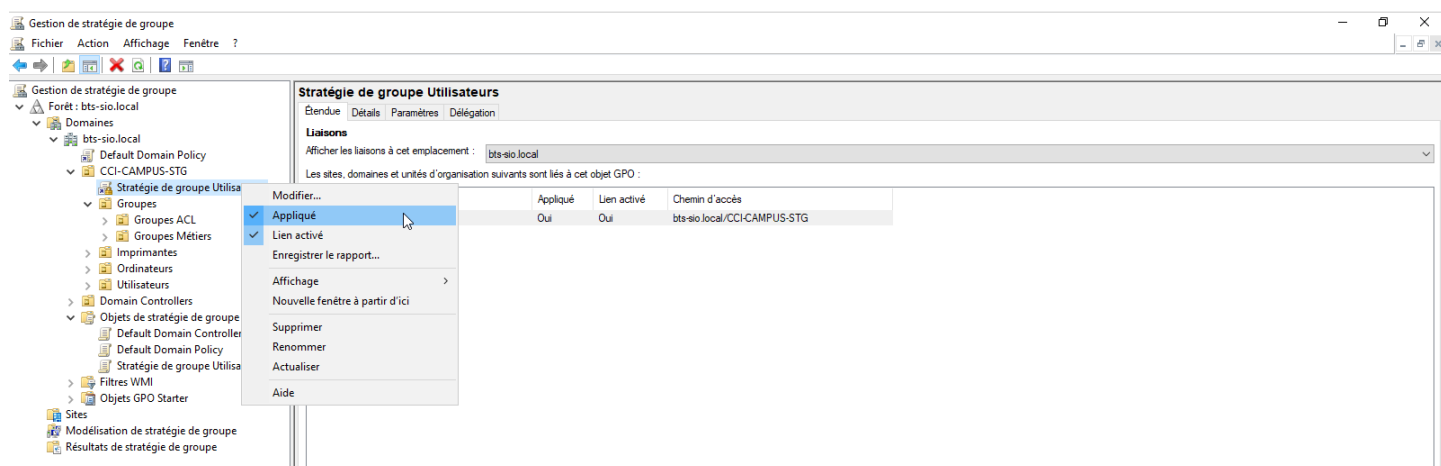 Gestion de stratégie de groupe
Fichier Action Affichage Fenêtre ?
Gestion de stratégie de groupe
Forêt : bts-sio.local
Domaines
bts-sio.local
Default Domain Policy
CCI-CAMPUS-STG
Stratégie de groupe Utilisa
Groupes
Groupes ACL
Groupes Métiers
Imprimantes
Ordinateurs
Utilisateurs
Domain Controllers
Objets de stratégie de groupe
Default Domain Controller
Default Domain Policy
Stratégie de groupe Utilisa
Filtres WMI
Objets GPO Starter
Sites
Modélisation de stratégie de groupe
Résultats de stratégie de groupe
Modifier...
Appliqué
Lien activé
Enregistrer le rapport...
Affichage
Nouvelle fenêtre à partir d'ici
Supprimer
Renommer
Actualiser
Aide
Stratégie de groupe Utilisateurs
Étendue Détails Paramètres Délégation
Liaisons
Afficher les liaisons à cet emplacement : bts-sio.local
Les sites, domaines et unités d'organisation suivants sont liés à cet objet GPO :
Appliqué Lien activé Chemin d'accès
Oui Oui bts-sio.local/CCI-CAMPUS-STG